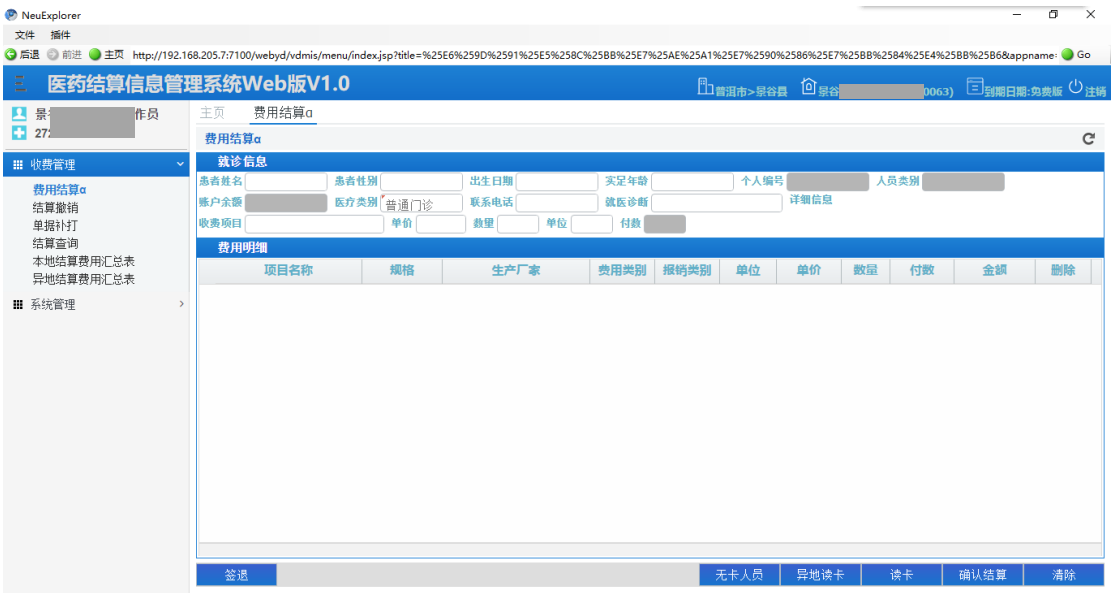 NeuExplorer
文件 插件
后退 前进 主页 http://192.168.205.7:7100/webyd/vdmis/menu/index.jsp?title=%25E6%259D%2591%25E5%258C%25BB%25E7%25AE%25A1%25E7%2590%2586%25E7%25BB%2584%25E4%25BB%25B6&appname= Go
医药结算信息管理系统Web版V1.0 普洱市>景谷县 景谷 0063) 到期日期:免费版 注销
景 作员
272
主页 费用结算α
费用结算α
收费管理
费用结算α
结算撤销
单据补打
结算查询
本地结算费用汇总表
异地结算费用汇总表
系统管理
就诊信息
患者姓名 患者性别 出生日期 实足年龄 个人编号 人员类别
账户余额 医疗类别 普通门诊 联系电话 就医诊断 详细信息
收费项目 单价 数量 单位 付数
费用明细
项目名称 规格 生产厂家 费用类别 报销类别 单位 单价 数量 付数 金额 删除
签退 无卡人员 异地读卡 读卡 确认结算 清除